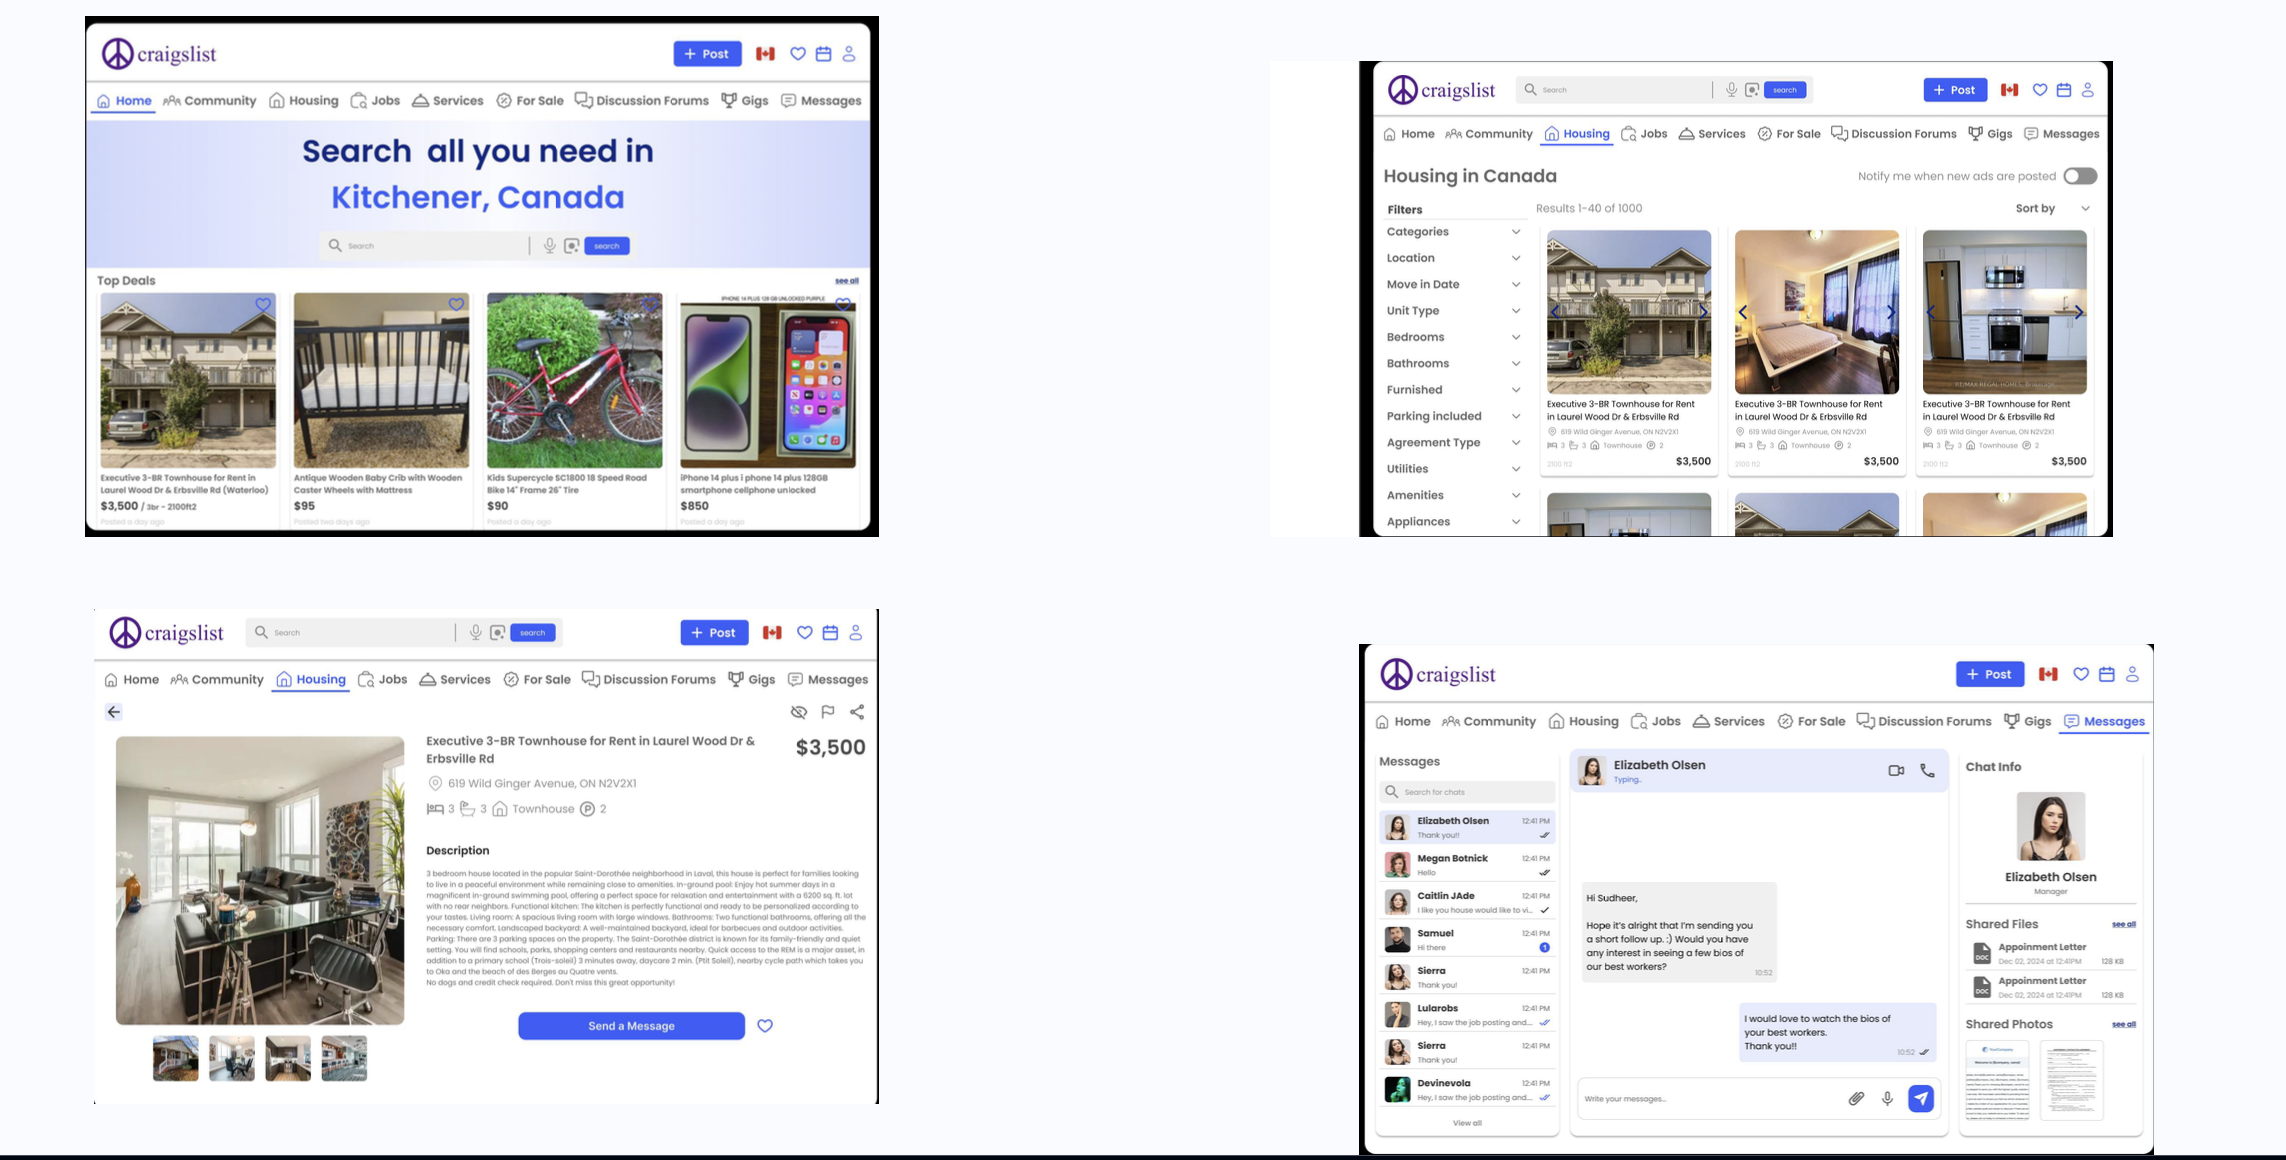 craigslist
+ Post
Home Community Housing Jobs Services For Sale Discussion Forums Gigs Messages
Search all you need in
Kitchener, Canada
Search
search
Top Deals
see all
IPHONE 14 PLUS 128 GB UNLOCKED PURPLE
Executive 3-BR Townhouse for Rent in
Laurel Wood Dr & Erbsville Rd (Waterloo)
$3,500 / 3br - 2100ft2
Posted a day ago
Antique Wooden Baby Crib with Wooden
Caster Wheels with Mattress
$95
Posted two days ago
Kids Supercycle SC1800 18 Speed Road
Bike 14" Frame 26" Tire
$90
Posted a day ago
iPhone 14 plus i phone 14 plus 128GB
smartphone cellphone unlocked
$850
Posted a day ago
craigslist
Search
search
+ Post
Home Community Housing Jobs Services For Sale Discussion Forums Gigs Messages
Housing in Canada
Notify me when new ads are posted
Filters
Results 1-40 of 1000
Sort by
Categories
Location
Move in Date
Unit Type
Bedrooms
Bathrooms
Furnished
Parking included
Agreement Type
Utilities
Amenities
Appliances
Executive 3-BR Townhouse for Rent
in Laurel Wood Dr & Erbsville Rd
619 Wild Ginger Avenue, ON N2V2X1
3 3 Townhouse 2
2100 ft2
$3,500
Executive 3-BR Townhouse for Rent
in Laurel Wood Dr & Erbsville Rd
619 Wild Ginger Avenue, ON N2V2X1
3 3 Townhouse 2
2100 ft2
$3,500
Executive 3-BR Townhouse for Rent
in Laurel Wood Dr & Erbsville Rd
619 Wild Ginger Avenue, ON N2V2X1
3 3 Townhouse 2
2100 ft2
$3,500
craigslist
Search
search
+ Post
Home Community Housing Jobs Services For Sale Discussion Forums Gigs Messages
Executive 3-BR Townhouse for Rent in Laurel Wood Dr &
Erbsville Rd
$3,500
619 Wild Ginger Avenue, ON N2V2X1
3 3 Townhouse P 2
Description
3 bedroom house located in the popular Saint-Dorothée neighborhood in Laval, this house is perfect for families looking
to live in a peaceful environment while remaining close to amenities. In-ground pool: Enjoy hot summer days in a
magnificent in-ground swimming pool, offering a perfect space for relaxation and entertainment with a 6200 sq. ft. lot
with no rear neighbors. Functional kitchen: The kitchen is perfectly functional and ready to be personalized according to
your tastes. Living room: A spacious living room with large windows. Bathrooms: Two functional bathrooms, offering all the
necessary comfort. Landscaped backyard: A well-maintained backyard, ideal for barbecues and outdoor activities.
Parking: There are 3 parking spaces on the property. The Saint-Dorothée district is known for its family-friendly and quiet
setting. You will find schools, parks, shopping centers and restaurants nearby. Quick access to the REM is a major asset, in
addition to a primary school (Trois-soleil) 3 minutes away, daycare 2 min. (Ptit Soleil), nearby cycle path which takes you
to Oka and the beach of des Berges au Quatre vents.
No dogs and credit check required. Don't miss this great opportunity!
Send a Message
craigslist
+ Post
Home Community Housing Jobs Services For Sale Discussion Forums Gigs Messages
Messages
Search for chats
Elizabeth Olsen 12:41 PM
Thank you!!
Megan Botnick 12:41 PM
Hello
Caitlin JAde 12:41 PM
I like you house would like to vi...
Samuel 12:41 PM
Hi there 1
Sierra 12:41 PM
Thank you!
Lularobs 12:41 PM
Hey, I saw the job posting and...
Sierra 12:41 PM
Thank you!
Devinevola 12:41 PM
Hey, I saw the job posting and...
View all
Elizabeth Olsen
Typing..
Hi Sudheer,
Hope it's alright that I'm sending you
a short follow up. :) Would you have
any interest in seeing a few bios of
our best workers?
10:52
I would love to watch the bios of
your best workers.
Thank you!!
10:52
Write your messages...
Chat Info
Elizabeth Olsen
Manager
Shared Files
see all
DOC
Appoinment Letter
Dec 02, 2024 at 12:41PM 128 KB
DOC
Appoinment Letter
Dec 02, 2024 at 12:41PM 128 KB
Shared Photos
see all